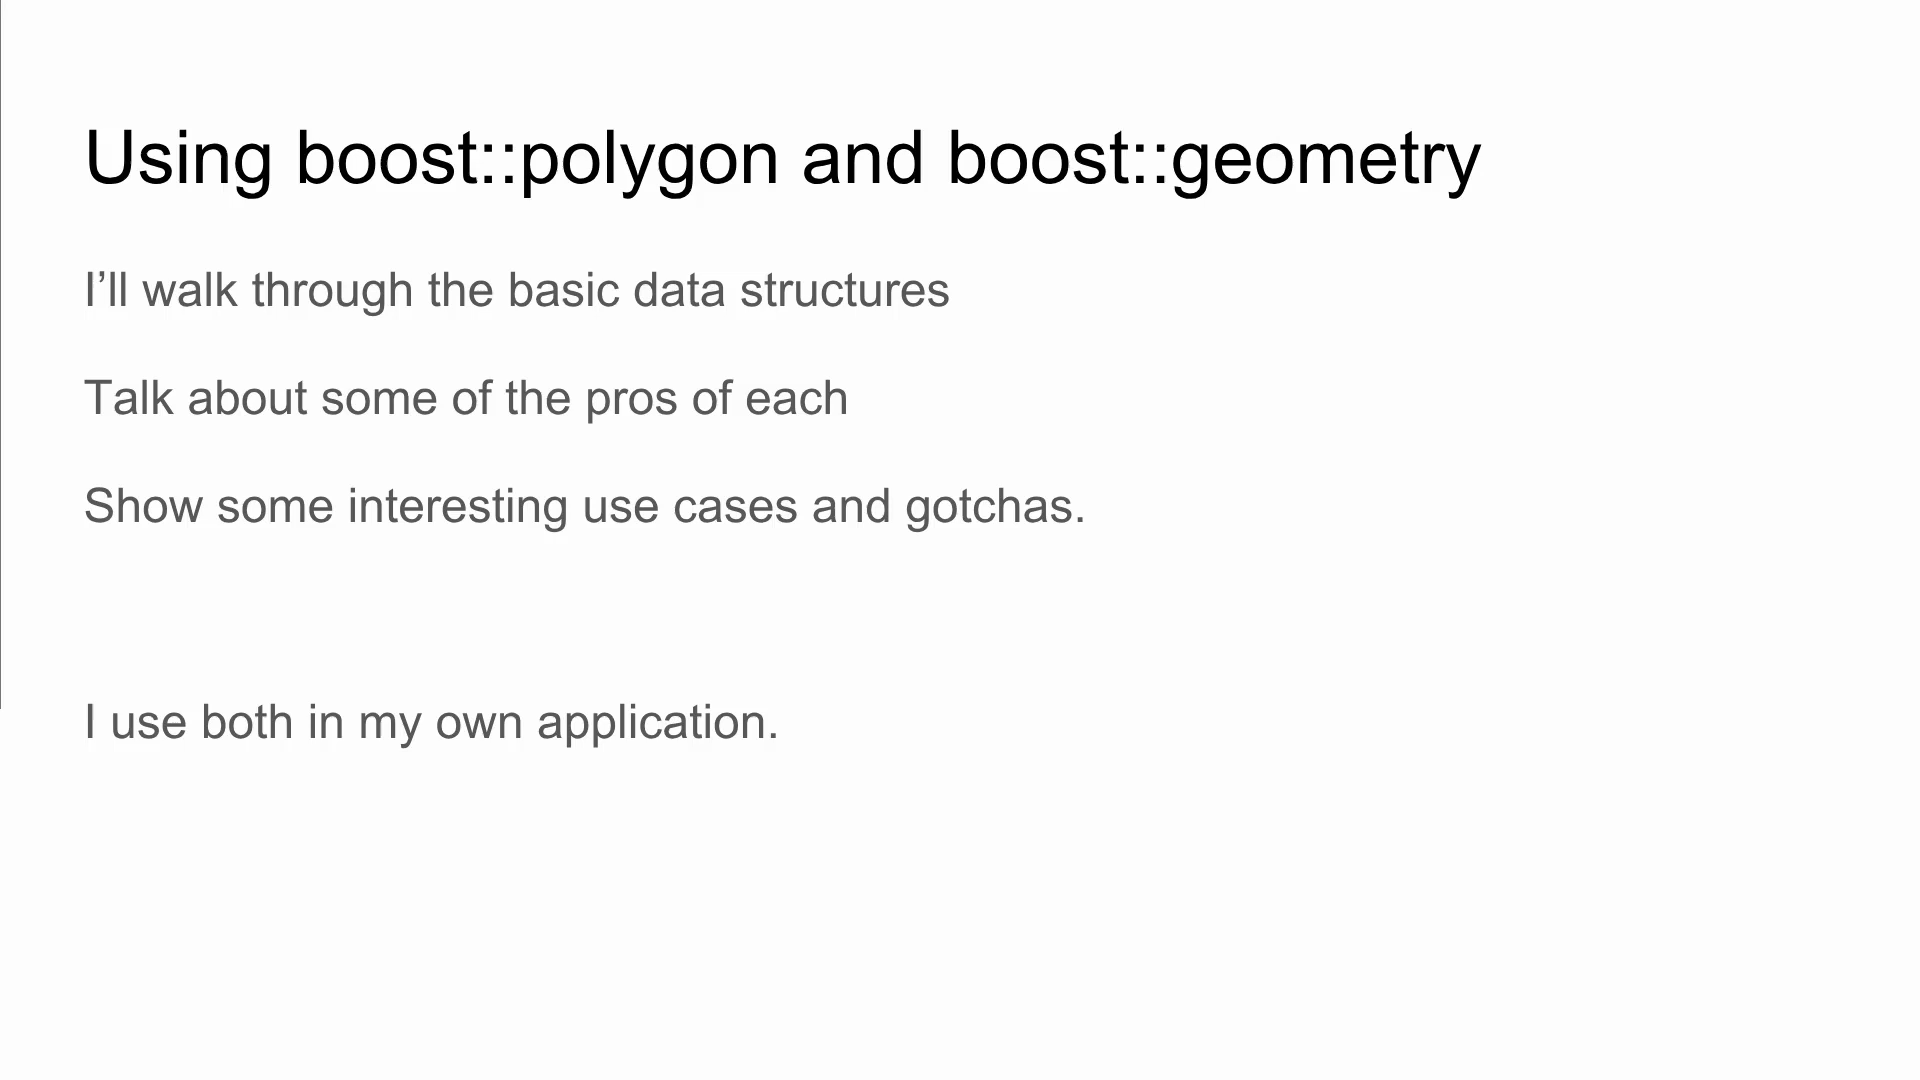 Using boost::polygon and boost::geometry
I’ll walk through the basic data structures
Talk about some of the pros of each
Show some interesting use cases and gotchas.
I use both in my own application.